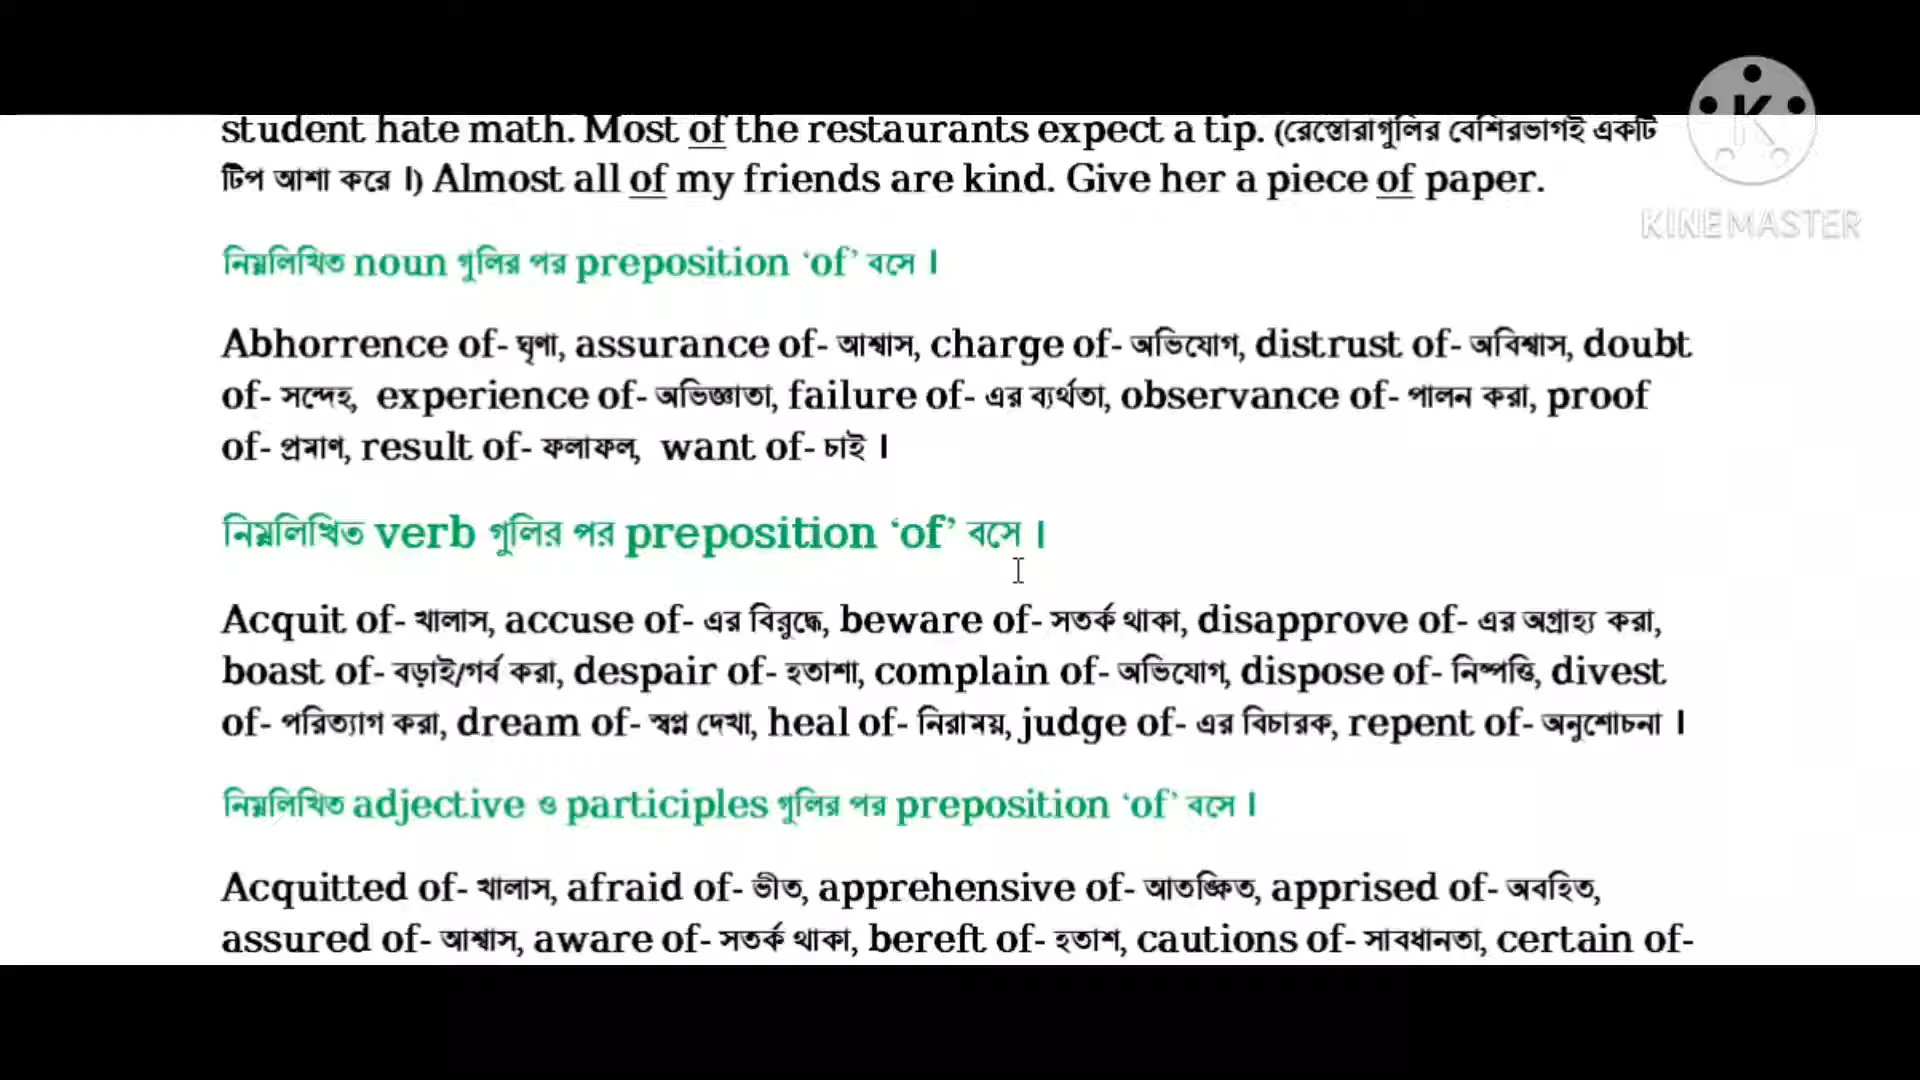 student hate math. Most of the restaurants expect a tip. (রেস্তোরাগুলির বেশিরভাগই একটি
টিপ আশা করে ।) Almost all of my friends are kind. Give her a piece of paper.
KINEMASTER
নিম্নলিখিত noun গুলির পর preposition ‘of’ বসে ।
Abhorrence of- ঘৃণা, assurance of- আশ্বাস, charge of- অভিযোগ, distrust of- অবিশ্বাস, doubt
of- সন্দেহ, experience of- অভিজ্ঞাতা, failure of- এর ব্যর্থতা, observance of- পালন করা, proof
of- প্রমাণ, result of- ফলাফল, want of- চাই ।
নিম্নলিখিত verb গুলির পর preposition ‘of’ বসে ।
Acquit of- খালাস, accuse of- এর বিরুদ্ধে, beware of- সতর্ক থাকা, disapprove of- এর অগ্রাহ্য করা,
boast of- বড়াই/গর্ব করা, despair of- হতাশা, complain of- অভিযোগ, dispose of- নিষ্পত্তি, divest
of- পরিত্যাগ করা, dream of- স্বপ্ন দেখা, heal of- নিরাময়, judge of- এর বিচারক, repent of- অনুশোচনা ।
নিম্নলিখিত adjective ও participles গুলির পর preposition ‘of’ বসে ।
Acquitted of- খালাস, afraid of- ভীত, apprehensive of- আতঙ্কিত, apprised of- অবহিত,
assured of- আশ্বাস, aware of- সতর্ক থাকা, bereft of- হতাশ, cautions of- সাবধানতা, certain of-